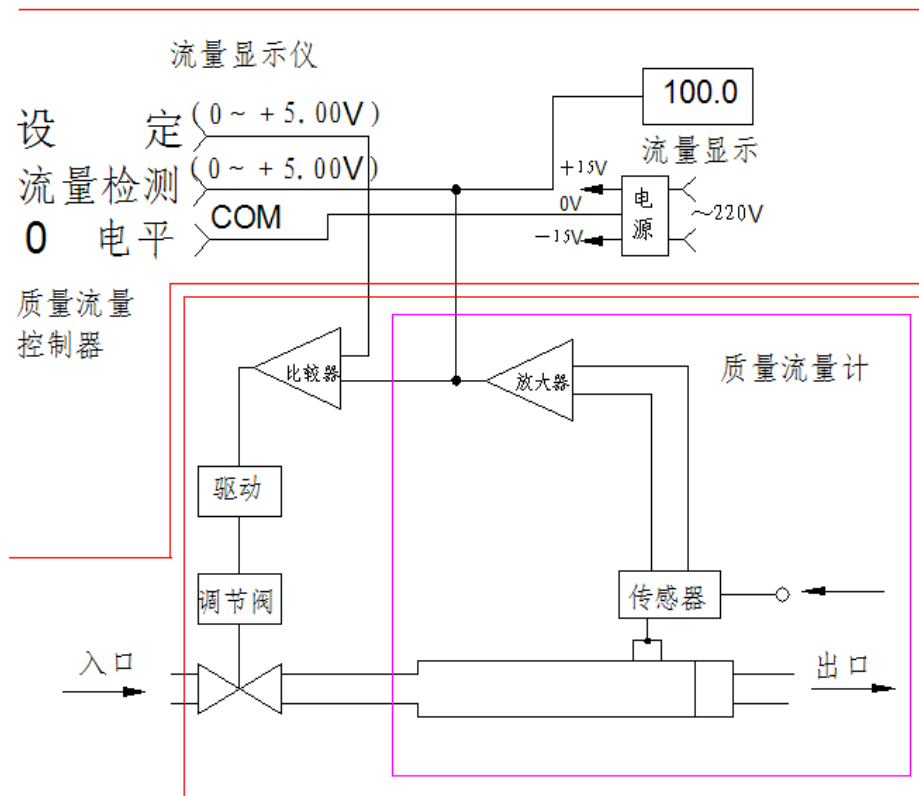 流量显示仪
设 定 (0～+5.00V)
100.0
流量检测 (0～+5.00V)
流量显示
+15V
0 电平 COM
0V
电源
～220V
－15V
质量流量
控制器
比较器
放大器
质量流量计
驱动
调节阀
传感器
入口
出口